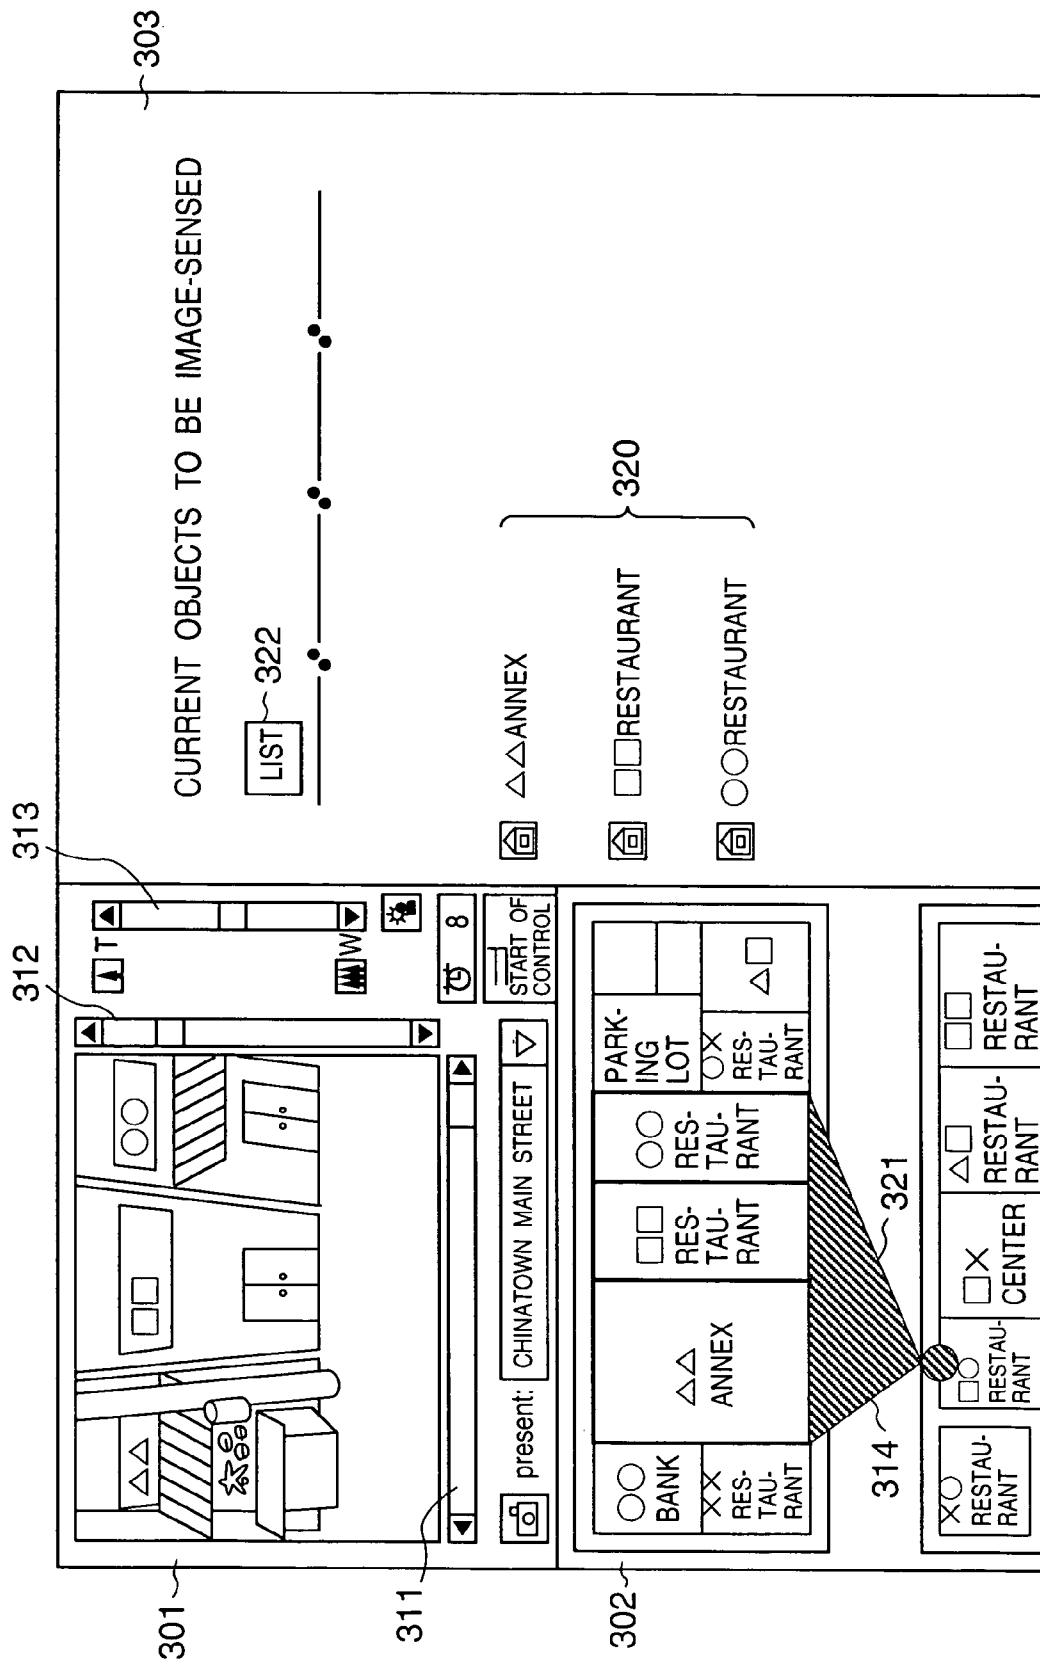 303
313
312
T
W
8
START OF
CONTROL
present:
CHINATOWN MAIN STREET
△△
□□
○○
301
311
CURRENT OBJECTS TO BE IMAGE-SENSED
LIST
322
△△ANNEX
□□RESTAURANT
○○RESTAURANT
320
302
○○
BANK
××
RES-
TAU-
RANT
△△
ANNEX
□□
RES-
TAU-
RANT
○○
RES-
TAU-
RANT
PARK-
ING
LOT
○×
RES-
TAU-
RANT
△□
314
321
×○
RESTAU-
RANT
□○
RESTAU-
RANT
□×
CENTER
△□
RESTAU-
RANT
□□
RESTAU-
RANT